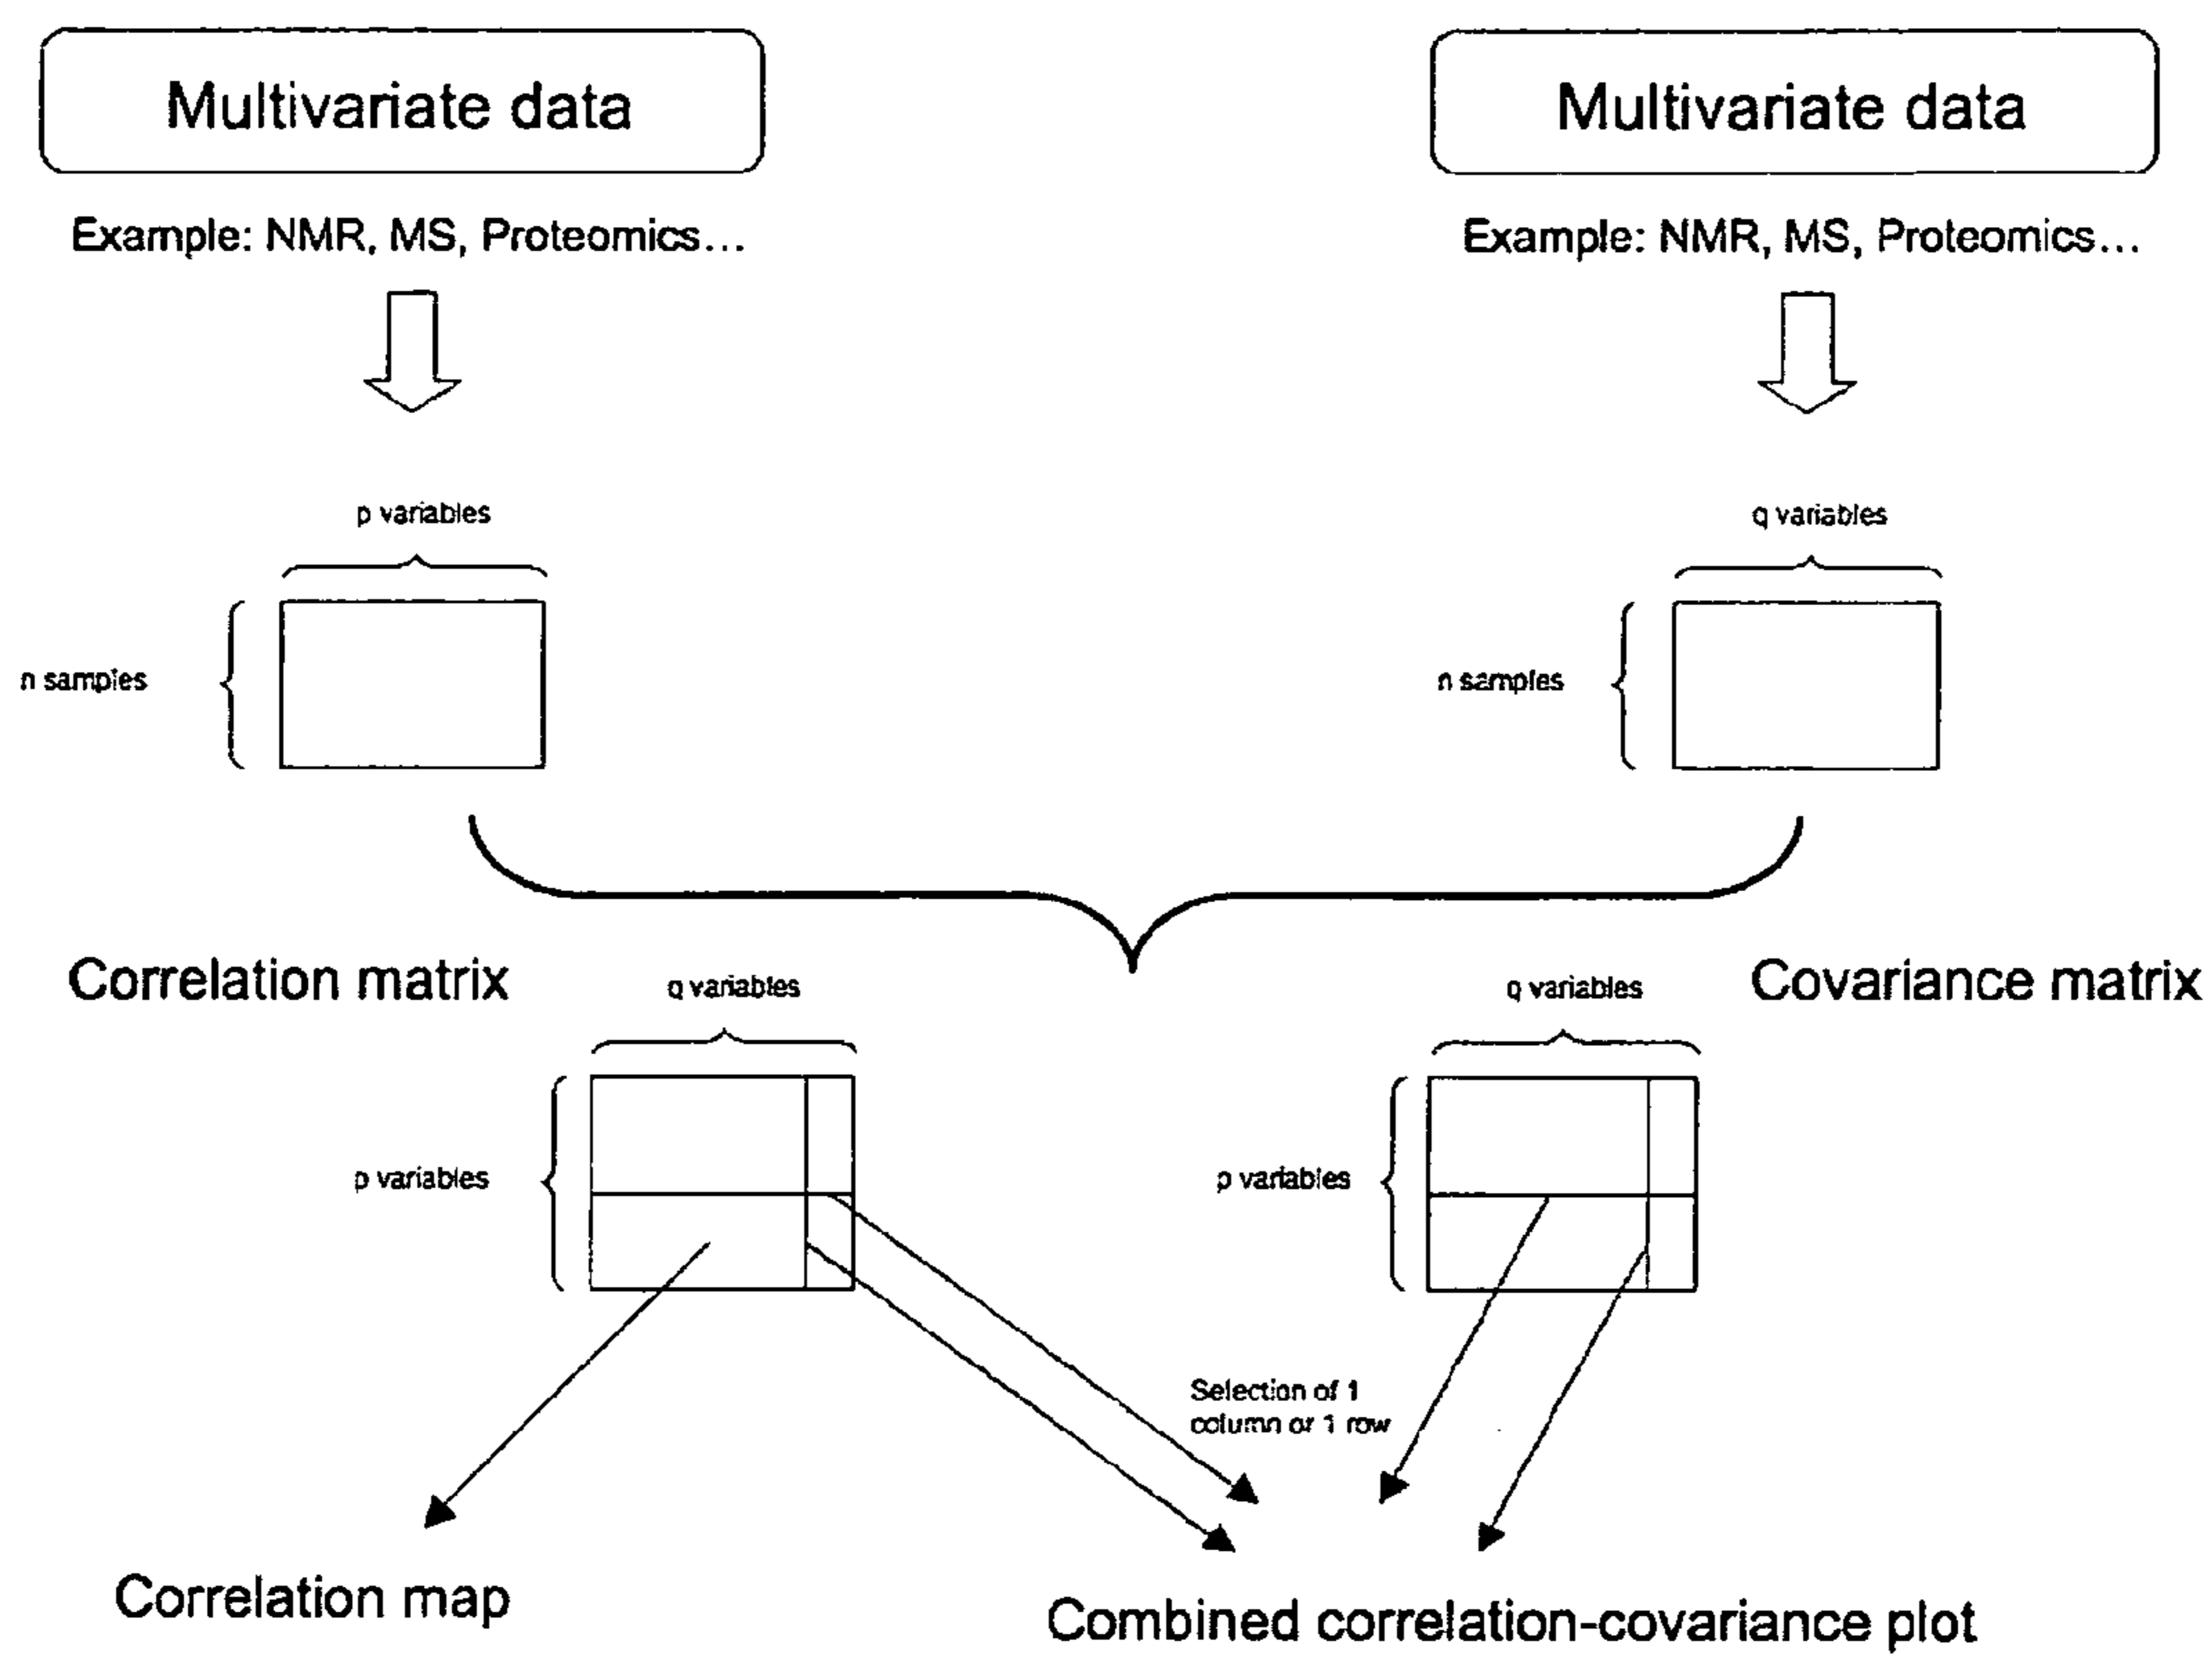 Multivariate data
Multivariate data
Example: NMR, MS, Proteomics...
Example: NMR, MS, Proteomics...
p variables
q variables
n samples
n samples
Correlation matrix
q variables
q variables
Covariance matrix
p variables
p variables
Selection of 1
column or 1 row
Correlation map
Combined correlation-covariance plot